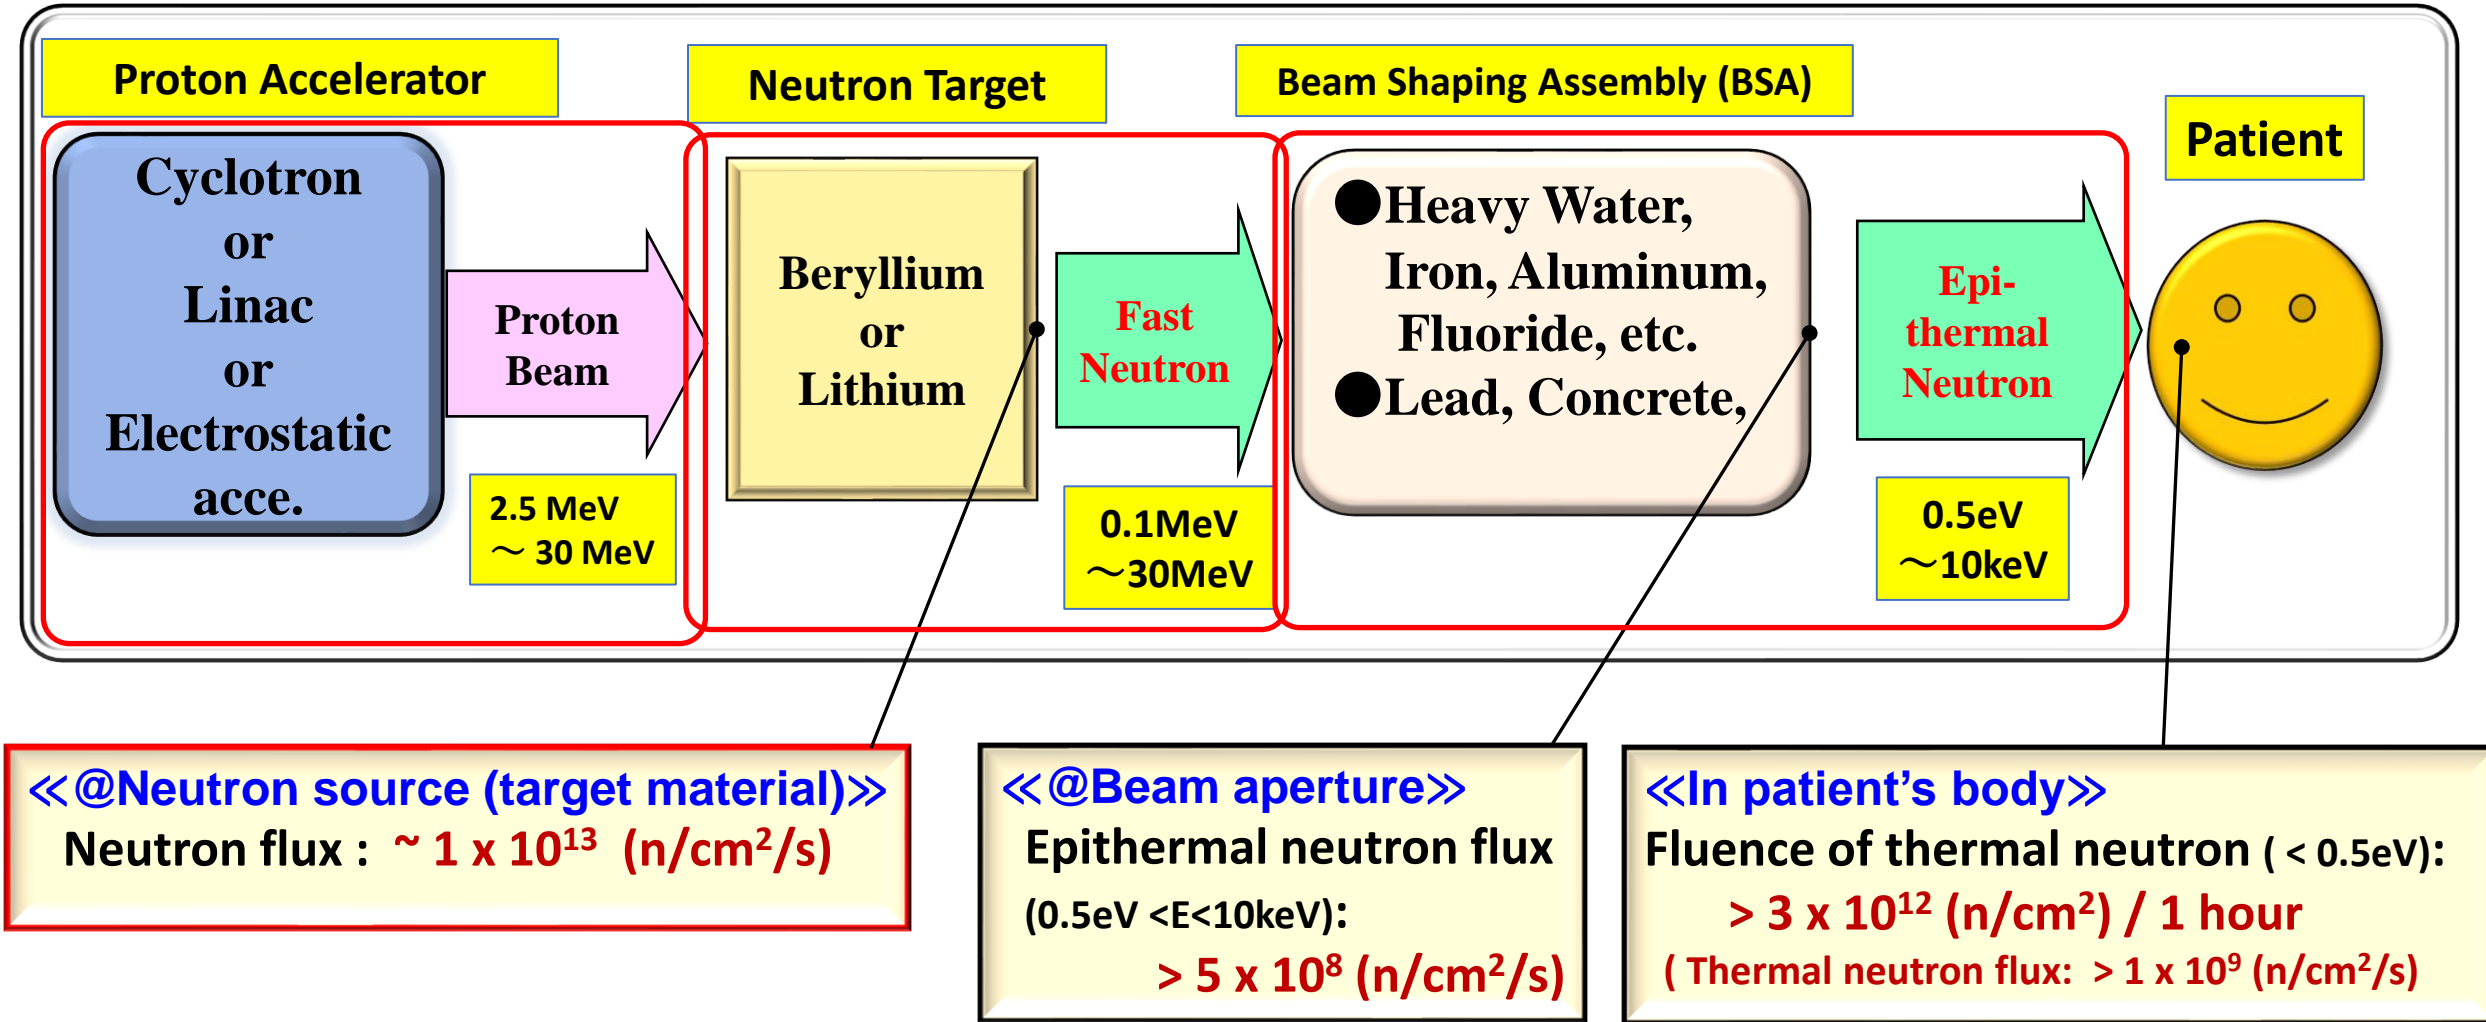 Proton Accelerator
Cyclotron
or
Linac
or
Electrostatic
acce.
Proton
Beam
2.5 MeV
～ 30 MeV
Neutron Target
Beryllium
or
Lithium
Fast
Neutron
0.1MeV
～30MeV
Beam Shaping Assembly (BSA)
●Heavy Water,
Iron, Aluminum,
Fluoride, etc.
●Lead, Concrete,
Epi-
thermal
Neutron
0.5eV
～10keV
Patient
≪@Neutron source (target material)≫
Neutron flux : ~ 1 x 10¹³ (n/cm²/s)
≪@Beam aperture≫
Epithermal neutron flux
(0.5eV <E<10keV):
> 5 x 10⁸ (n/cm²/s)
≪In patient’s body≫
Fluence of thermal neutron ( < 0.5eV):
> 3 x 10¹² (n/cm²) / 1 hour
( Thermal neutron flux: > 1 x 10⁹ (n/cm²/s)